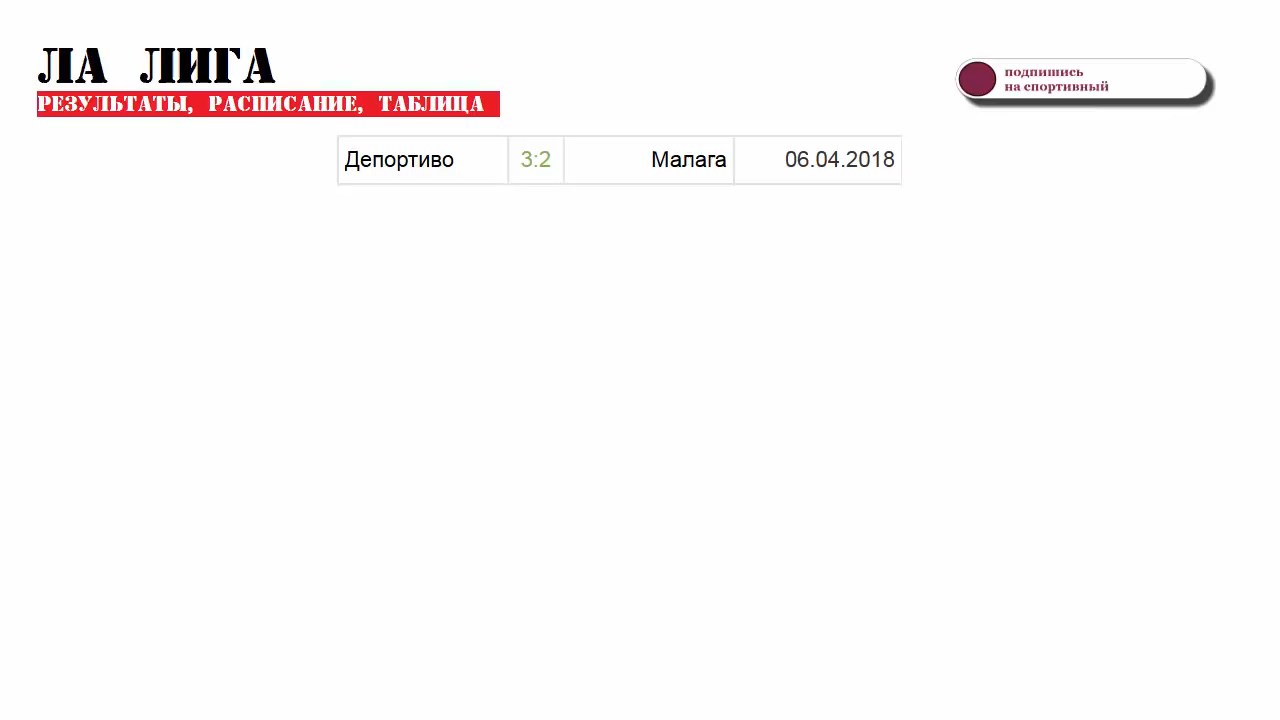 ЛА ЛИГА
РЕЗУЛЬТАТЫ, РАСПИСАНИЕ, ТАБЛИЦА
подпишись
на спортивный
Депортиво 3:2 Малага 06.04.2018